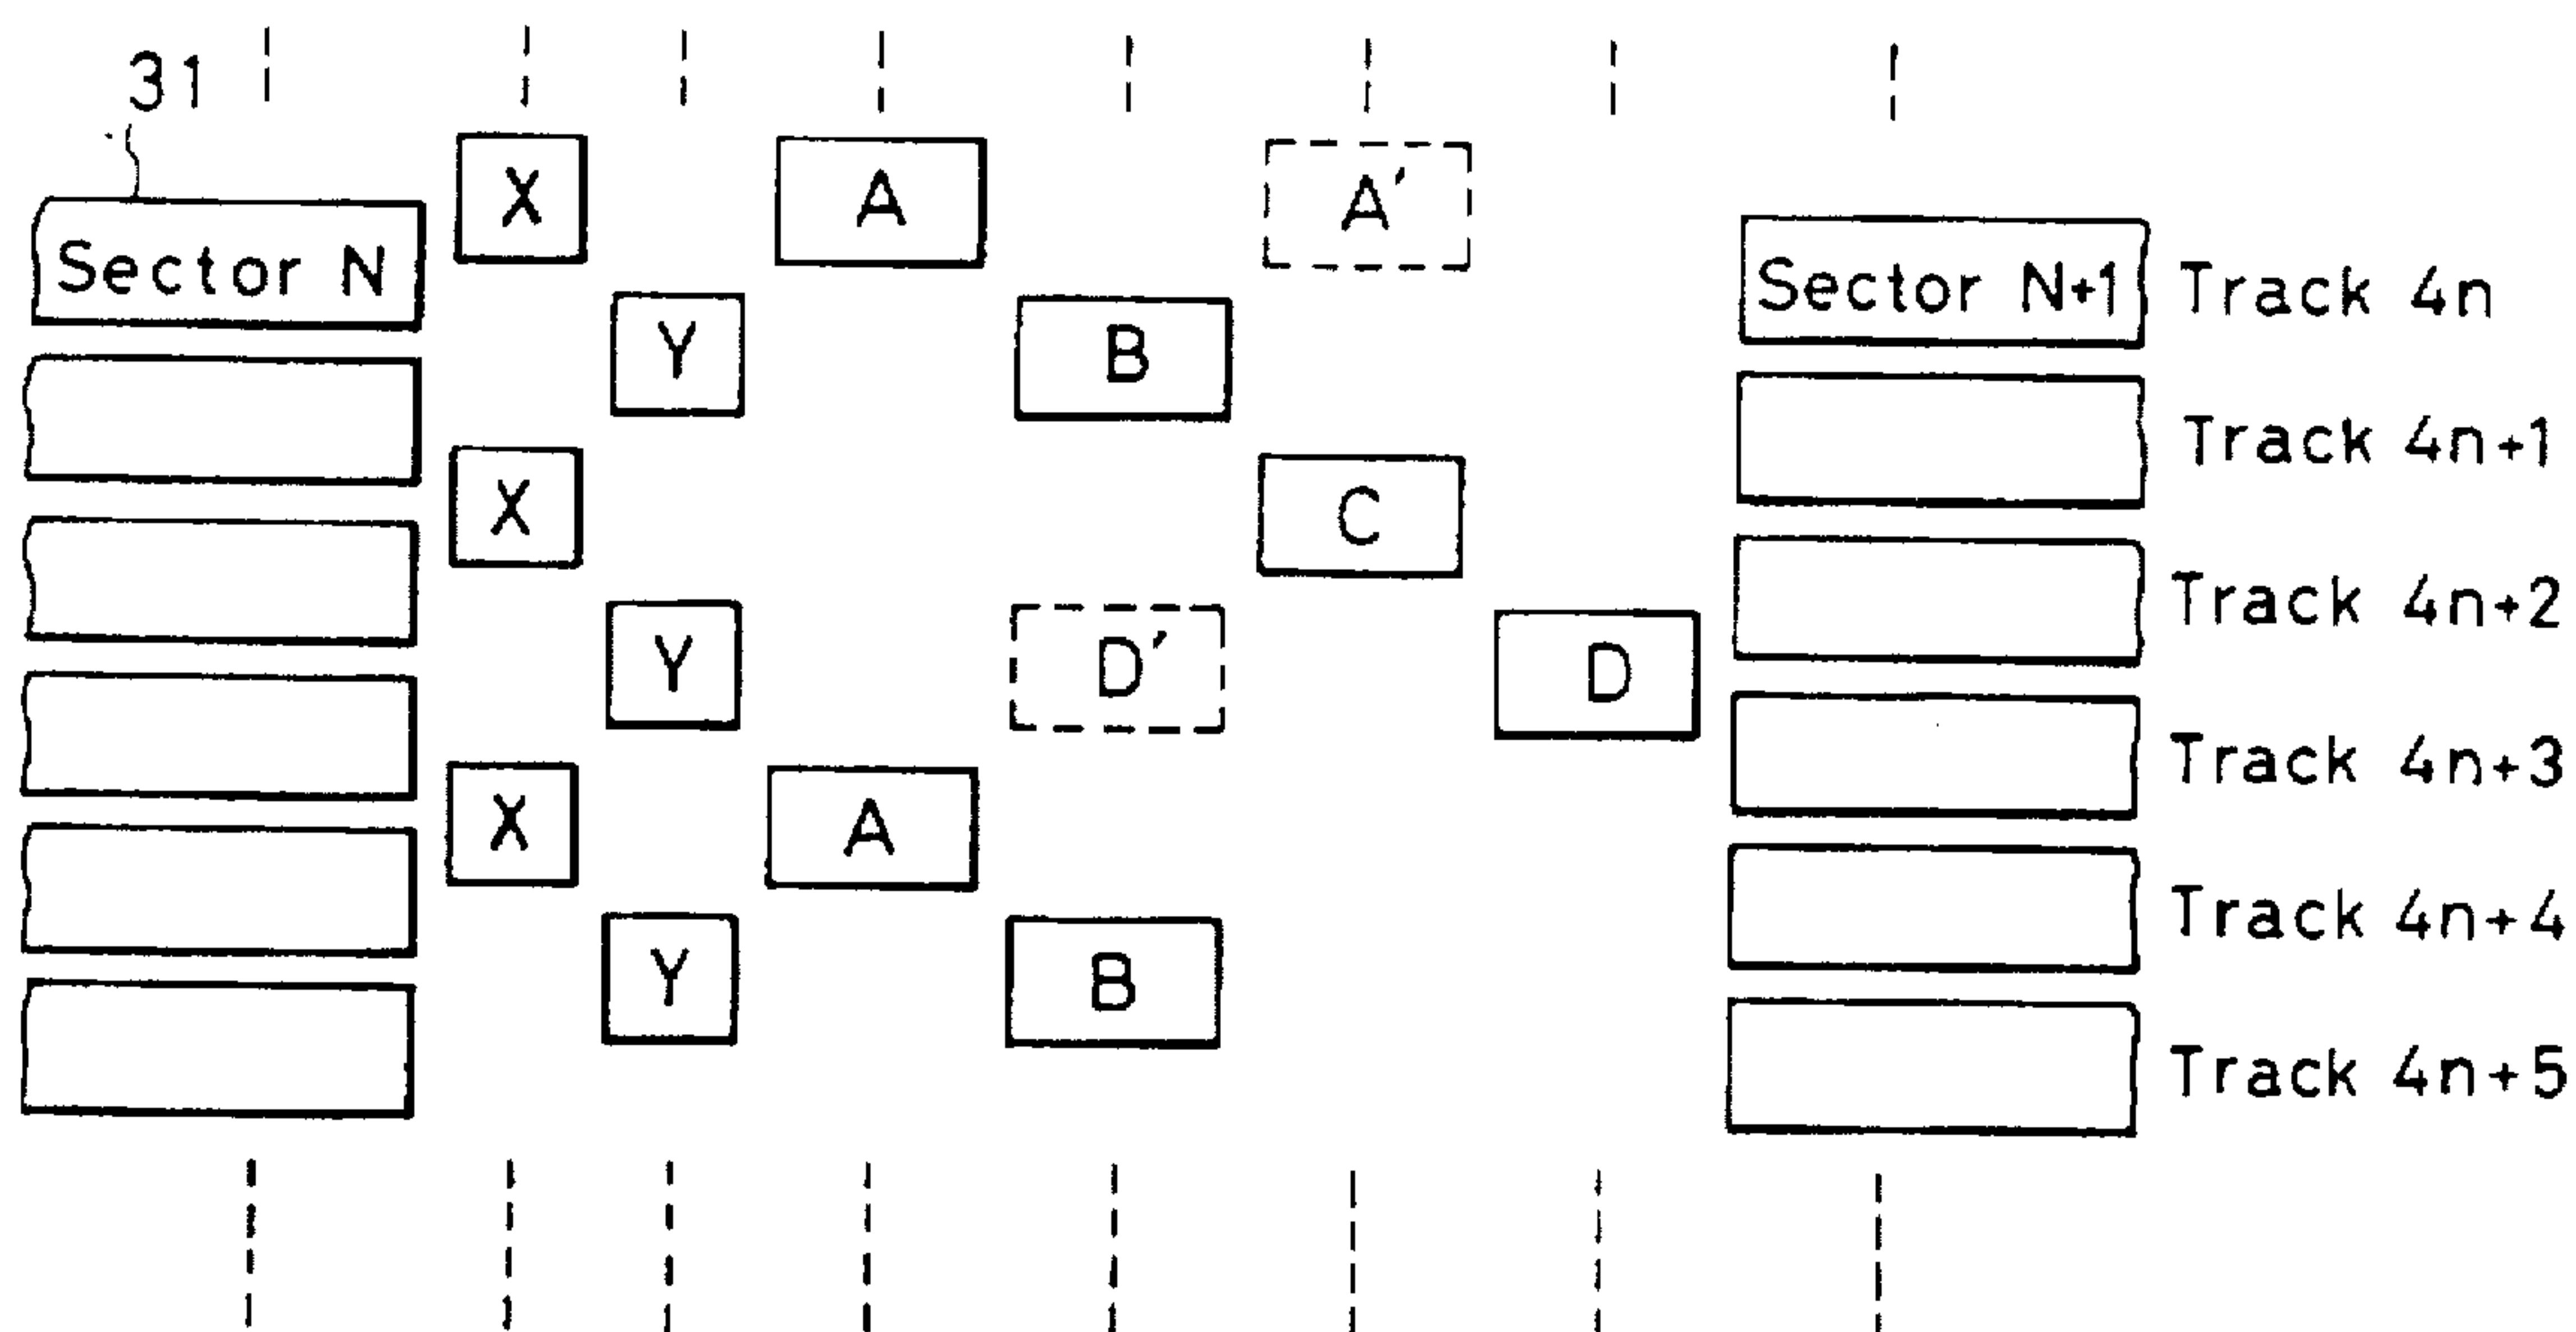 31
X A A′
Sector N Sector N+1 Track 4n
Y B
Track 4n+1
X C
Track 4n+2
Y D′ D
Track 4n+3
X A
Track 4n+4
Y B
Track 4n+5